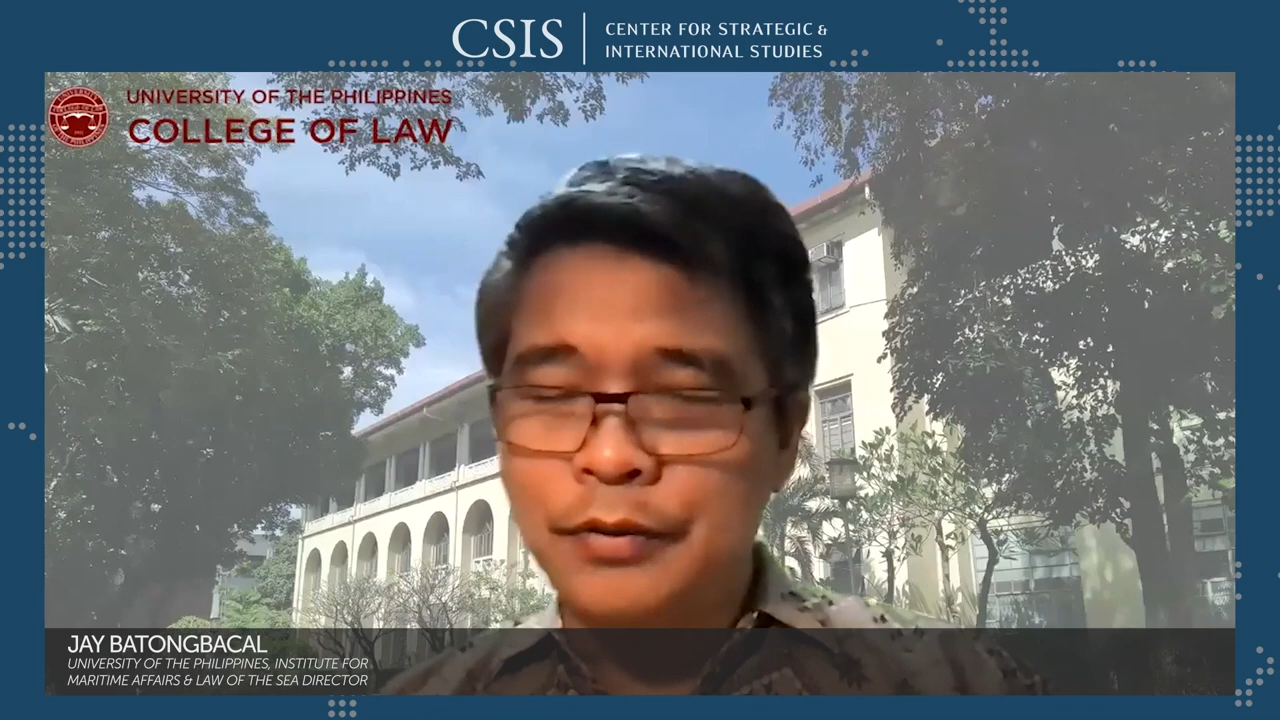 CSIS
CENTER FOR STRATEGIC &
INTERNATIONAL STUDIES
UNIVERSITY OF THE PHILIPPINES
COLLEGE OF LAW
JAY BATONGBACAL
UNIVERSITY OF THE PHILIPPINES, INSTITUTE FOR
MARITIME AFFAIRS & LAW OF THE SEA DIRECTOR